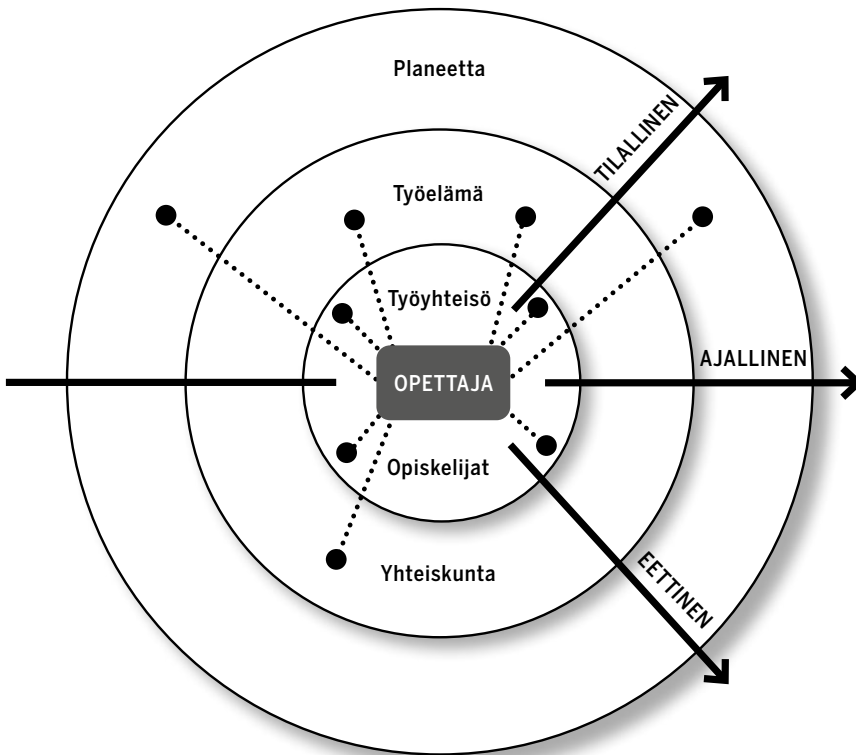 Planeetta
TILALLINEN
Työelämä
Työyhteisö
AJALLINEN
OPETTAJA
Opiskelijat
Yhteiskunta
EETTINEN